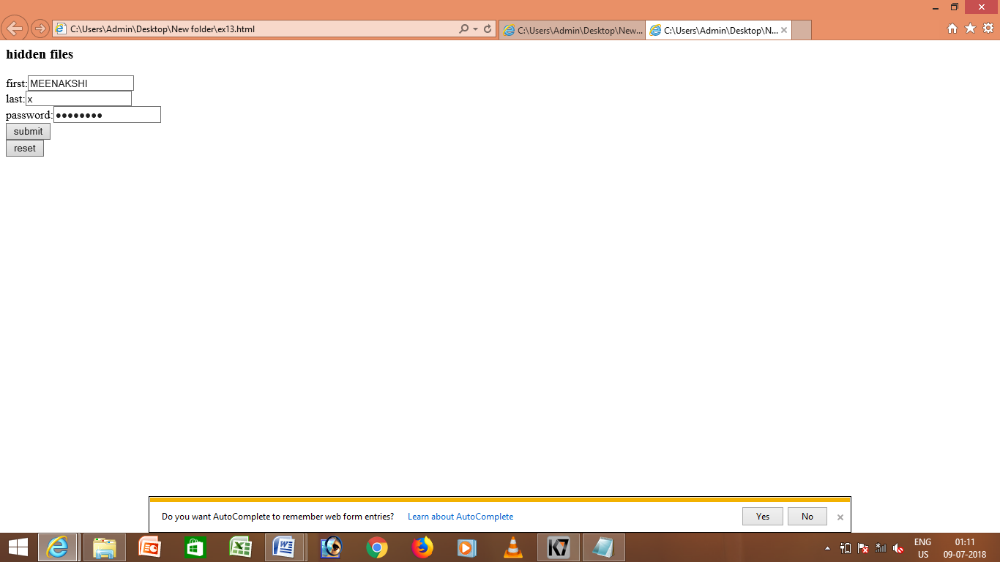 C:\Users\Admin\Desktop\New folder\ex13.html
C:\Users\Admin\Desktop\New...
C:\Users\Admin\Desktop\N...
hidden files
first:MEENAKSHI
last:x
password:●●●●●●●●
submit
reset
Do you want AutoComplete to remember web form entries? Learn about AutoComplete Yes No
K7
ENG 01:11
US 09-07-2018